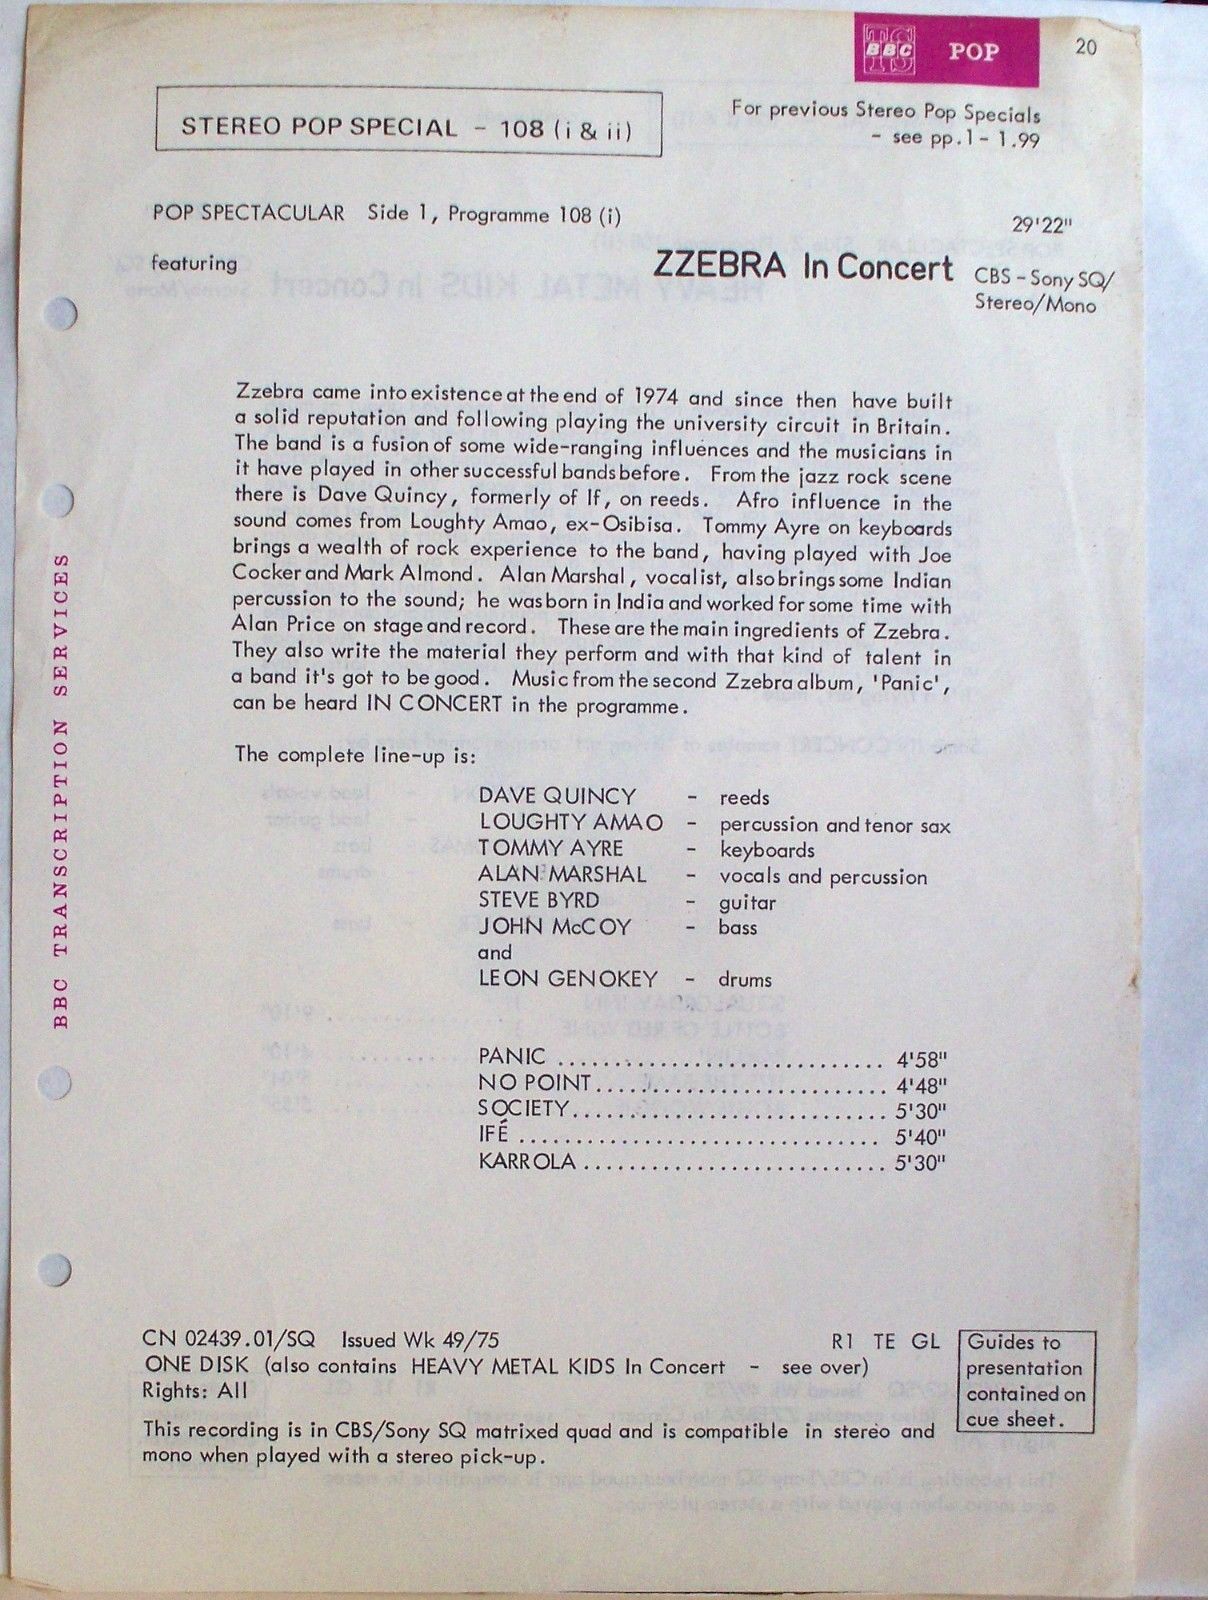 TS
BBC
POP
20
STEREO POP SPECIAL - 108 (i & ii)
For previous Stereo Pop Specials
- see pp.1 - 1.99
POP SPECTACULAR Side 1, Programme 108 (i)
29'22"
featuring
ZZEBRA In Concert
CBS - Sony SQ/
Stereo/Mono
Zzebra came into existence at the end of 1974 and since then have built
a solid reputation and following playing the university circuit in Britain.
The band is a fusion of some wide-ranging influences and the musicians in
it have played in other successful bands before. From the jazz rock scene
there is Dave Quincy, formerly of If, on reeds. Afro influence in the
sound comes from Loughty Amao, ex-Osibisa. Tommy Ayre on keyboards
brings a wealth of rock experience to the band, having played with Joe
Cocker and Mark Almond. Alan Marshal, vocalist, also brings some Indian
percussion to the sound; he was born in India and worked for some time with
Alan Price on stage and record. These are the main ingredients of Zzebra.
They also write the material they perform and with that kind of talent in
a band it's got to be good. Music from the second Zzebra album, 'Panic',
can be heard IN CONCERT in the programme.
The complete line-up is:
DAVE QUINCY - reeds
LOUGHTY AMAO - percussion and tenor sax
TOMMY AYRE - keyboards
ALAN MARSHAL - vocals and percussion
STEVE BYRD - guitar
JOHN McCOY - bass
and
LEON GENOKEY - drums
PANIC ............................. 4'58"
NO POINT.......................... 4'48"
SOCIETY............................ 5'30"
IFÉ ................................ 5'40"
KARROLA ........................... 5'30"
BBC TRANSCRIPTION SERVICES
CN 02439.01/SQ Issued Wk 49/75
R1 TE GL
ONE DISK (also contains HEAVY METAL KIDS In Concert - see over)
Rights: All
Guides to
presentation
contained on
cue sheet.
This recording is in CBS/Sony SQ matrixed quad and is compatible in stereo and
mono when played with a stereo pick-up.